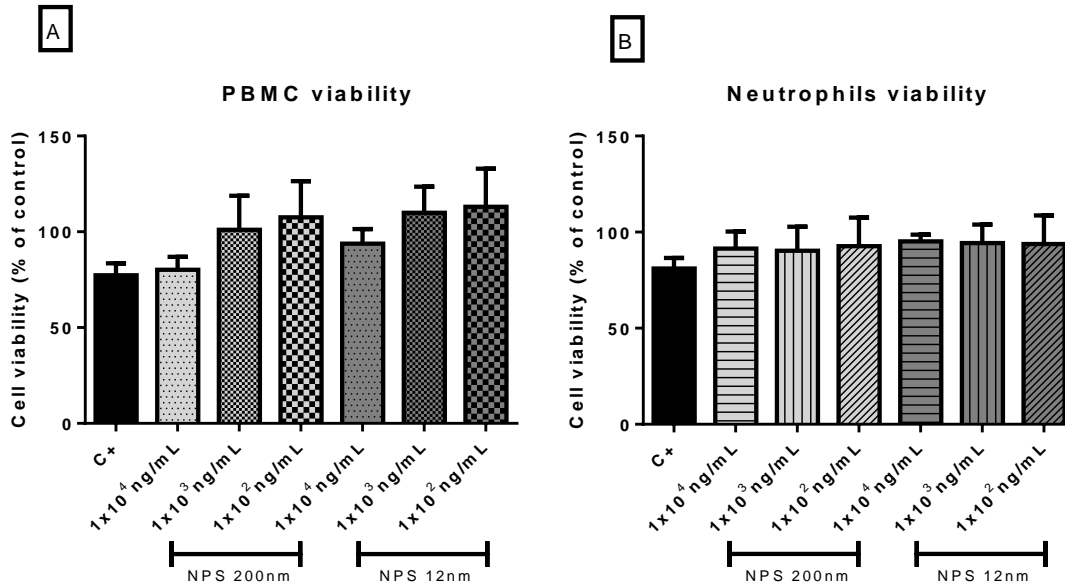 A
PBMC viability
Cell viability (% of control)
150
100
50
0
C+
1x10⁴ ng/mL
1x10³ ng/mL
1x10² ng/mL
1x10⁴ ng/mL
1x10³ ng/mL
1x10² ng/mL
NPS 200nm
NPS 12nm
B
Neutrophils viability
Cell viability (% of control)
150
100
50
0
C+
1x10⁴ ng/mL
1x10³ ng/mL
1x10² ng/mL
1x10⁴ ng/mL
1x10³ ng/mL
1x10² ng/mL
NPS 200nm
NPS 12nm